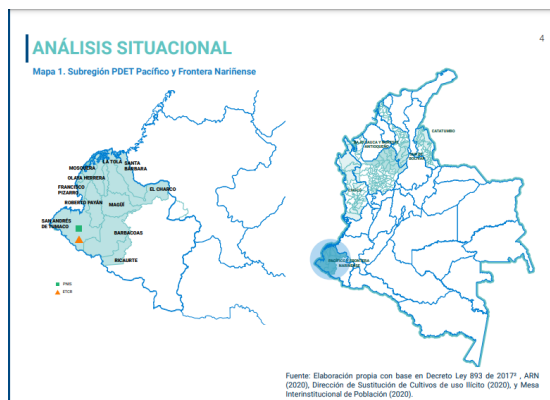 4
ANÁLISIS SITUACIONAL
Mapa 1. Subregión PDET Pacífico y Frontera Nariñense
LA TOLA
SANTA
BÁRBARA
MOSQUERA
OLAYA HERRERA
EL CHARCO
FRANCISCO
PIZARRO
ROBERTO PAYÁN
MAGÜÍ
SAN ANDRÉS
DE TUMACO
BARBACOAS
RICAURTE
PNIS
ETCR
CATATUMBO
Fuente: Elaboración propia con base en Decreto Ley 893 de 2017² , ARN
(2020), Dirección de Sustitución de Cultivos de uso Ilícito (2020), y Mesa
Interinstitucional de Población (2020).